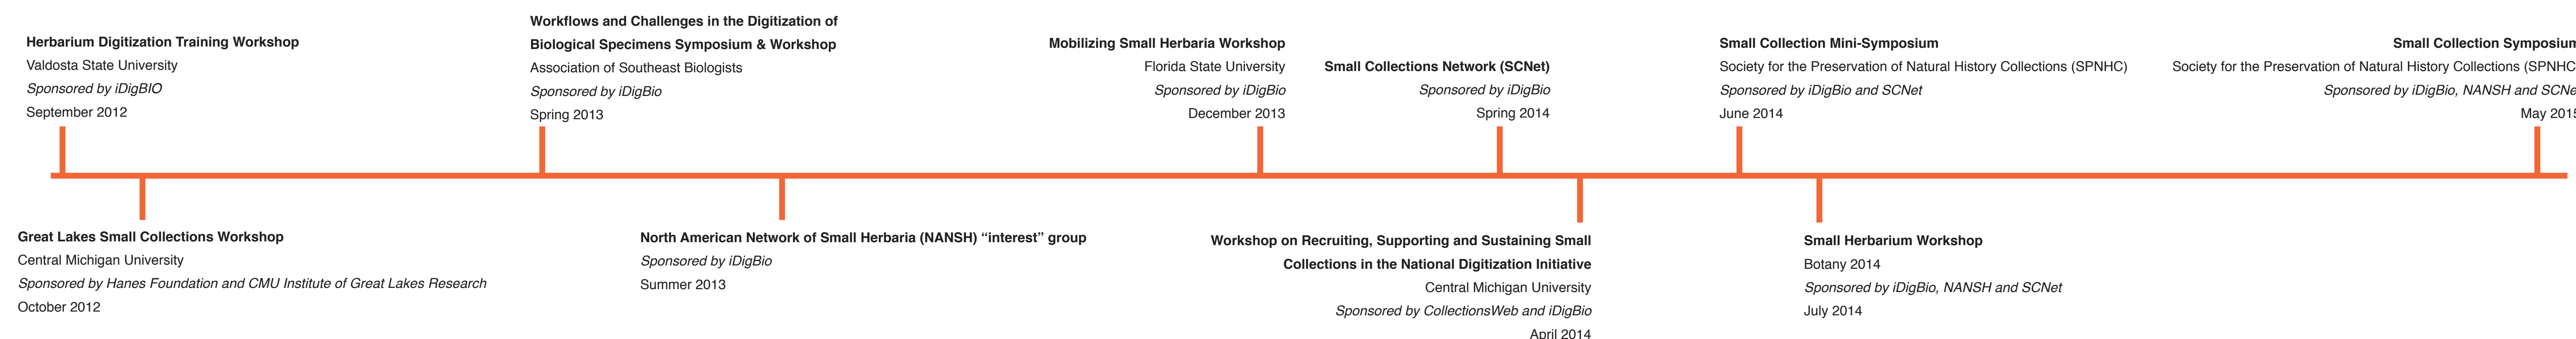 Herbarium Digitization Training Workshop
Valdosta State University
Sponsored by iDigBIO
September 2012
Workflows and Challenges in the Digitization of
Biological Specimens Symposium & Workshop
Association of Southeast Biologists
Sponsored by iDigBio
Spring 2013
Mobilizing Small Herbaria Workshop
Florida State University
Sponsored by iDigBio
December 2013
Small Collections Network (SCNet)
Sponsored by iDigBio
Spring 2014
Small Collection Mini-Symposium
Society for the Preservation of Natural History Collections (SPNHC)
Sponsored by iDigBio and SCNet
June 2014
Small Collection Symposium
Society for the Preservation of Natural History Collections (SPNHC
Sponsored by iDigBio, NANSH and SCNe
May 2015
Great Lakes Small Collections Workshop
Central Michigan University
Sponsored by Hanes Foundation and CMU Institute of Great Lakes Research
October 2012
North American Network of Small Herbaria (NANSH) “interest” group
Sponsored by iDigBio
Summer 2013
Workshop on Recruiting, Supporting and Sustaining Small
Collections in the National Digitization Initiative
Central Michigan University
Sponsored by CollectionsWeb and iDigBio
April 2014
Small Herbarium Workshop
Botany 2014
Sponsored by iDigBio, NANSH and SCNet
July 2014